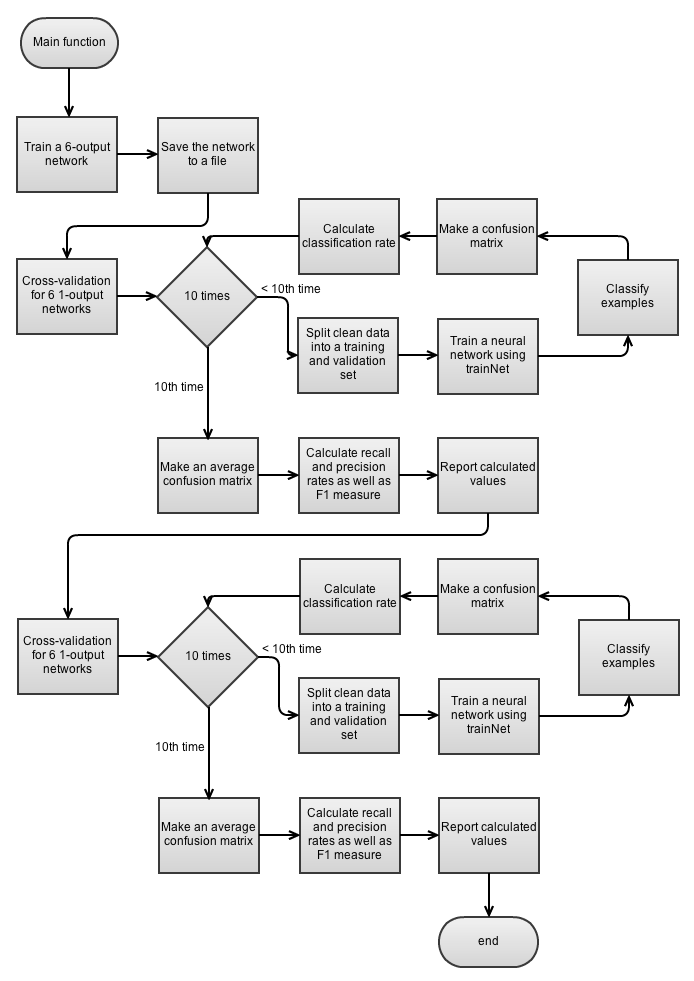 Main function
Train a 6-output
network
Save the network
to a file
Calculate
classification rate
Make a confusion
matrix
Classify
examples
Cross-validation
for 6 1-output
networks
10 times
< 10th time
Split clean data
into a training
and validation
set
Train a neural
network using
trainNet
10th time
Make an average
confusion matrix
Calculate recall
and precision
rates as well as
F1 measure
Report calculated
values
Calculate
classification rate
Make a confusion
matrix
Classify
examples
Cross-validation
for 6 1-output
networks
10 times
< 10th time
Split clean data
into a training
and validation
set
Train a neural
network using
trainNet
10th time
Make an average
confusion matrix
Calculate recall
and precision
rates as well as
F1 measure
Report calculated
values
end